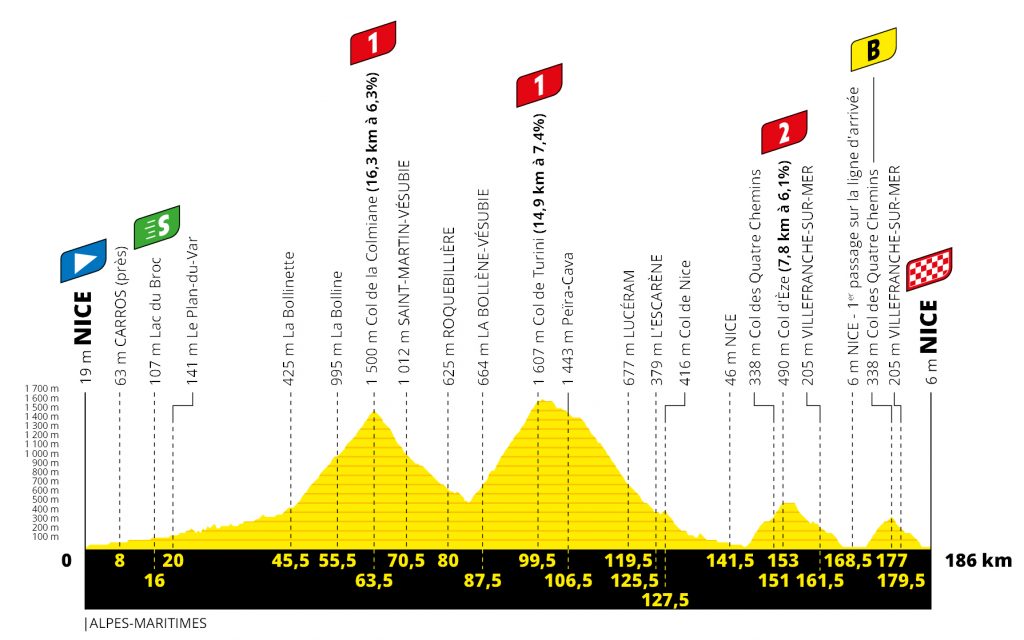 1
B
1
2
S
19 m NICE
63 m CARROS (près)
107 m Lac du Broc
141 m Le Plan-du-Var
425 m La Bollinette
995 m La Bolline
1 500 m Col de la Colmiane (16,3 km à 6,3%)
1 012 m SAINT-MARTIN-VÉSUBIE
625 m ROQUEBILLIÈRE
664 m LA BOLLÈNE-VÉSUBIE
1 607 m Col de Turini (14,9 km à 7,4%)
1 443 m Peïra-Cava
677 m LUCÉRAM
379 m L'ESCARÈNE
416 m Col de Nice
46 m NICE
338 m Col des Quatre Chemins
490 m Col d'Èze (7,8 km à 6,1%)
205 m VILLEFRANCHE-SUR-MER
6 m NICE - 1er passage sur la ligne d'arrivée
338 m Col des Quatre Chemins
205 m VILLEFRANCHE-SUR-MER
6 m NICE
1 700 m
1 600 m
1 500 m
1 400 m
1 300 m
1 200 m
1 100 m
1 000 m
900 m
800 m
700 m
600 m
500 m
400 m
300 m
200 m
100 m
0 8 20 45,5 55,5 70,5 80 99,5 119,5 141,5 153 168,5 177 186 km
16 63,5 87,5 106,5 125,5 151 161,5 179,5
127,5
ALPES-MARITIMES